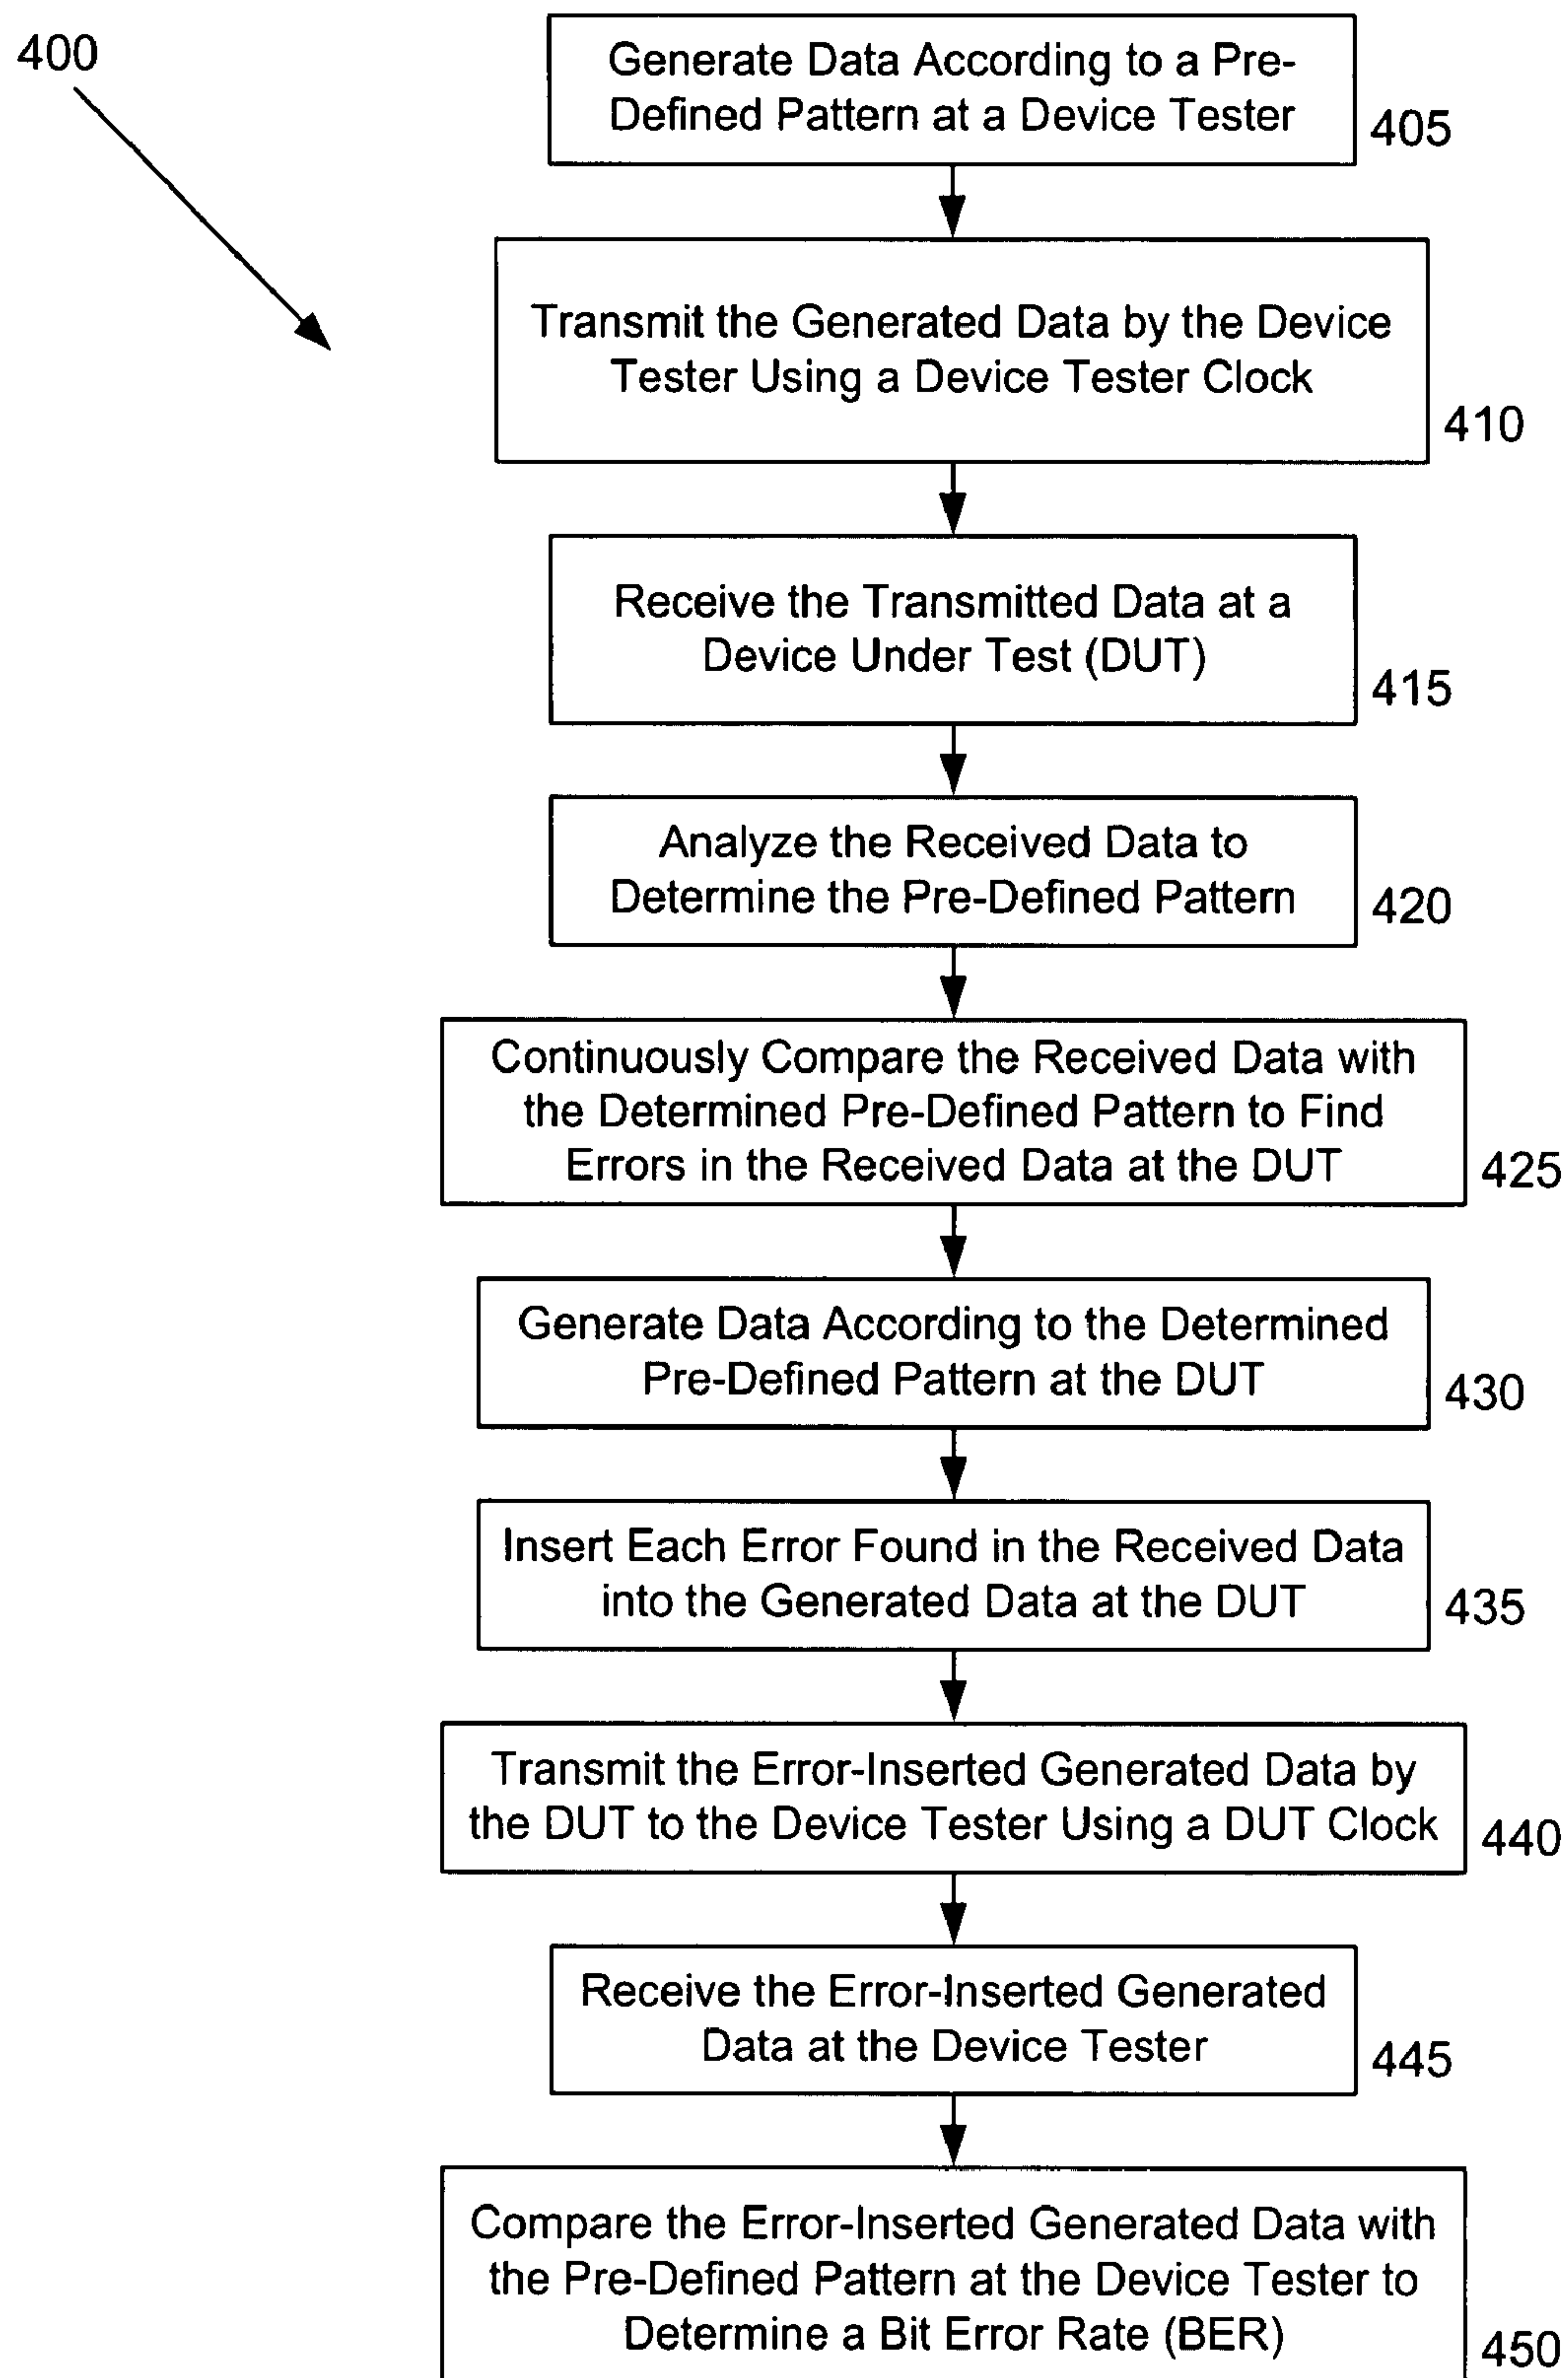 400
Generate Data According to a Pre-
Defined Pattern at a Device Tester
405
Transmit the Generated Data by the Device
Tester Using a Device Tester Clock
410
Receive the Transmitted Data at a
Device Under Test (DUT)
415
Analyze the Received Data to
Determine the Pre-Defined Pattern
420
Continuously Compare the Received Data with
the Determined Pre-Defined Pattern to Find
Errors in the Received Data at the DUT
425
Generate Data According to the Determined
Pre-Defined Pattern at the DUT
430
Insert Each Error Found in the Received Data
into the Generated Data at the DUT
435
Transmit the Error-Inserted Generated Data by
the DUT to the Device Tester Using a DUT Clock
440
Receive the Error-Inserted Generated
Data at the Device Tester
445
Compare the Error-Inserted Generated Data with
the Pre-Defined Pattern at the Device Tester to
Determine a Bit Error Rate (BER)
450